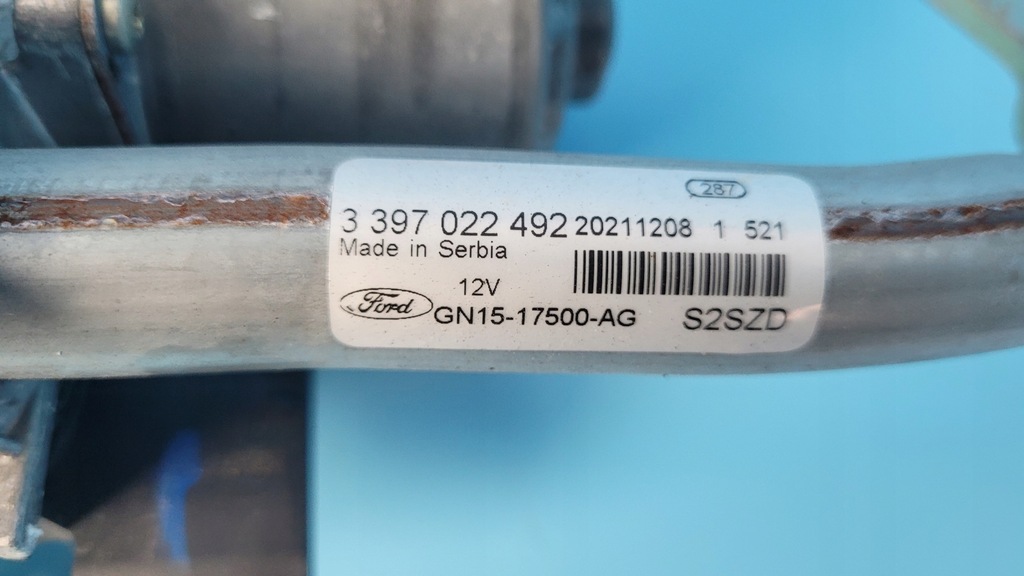 287
3 397 022 492 20211208 1 521
Made in Serbia
12V
Ford GN15-17500-AG S2SZD